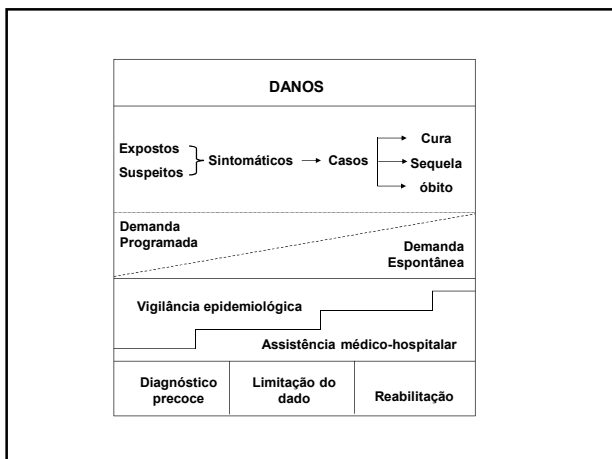 DANOS
Expostos
Suspeitos
Sintomáticos
Casos
Cura
Sequela
óbito
Demanda
Programada
Demanda
Espontânea
Vigilância epidemiológica
Assistência médico-hospitalar
Diagnóstico
precoce
Limitação do
dado
Reabilitação